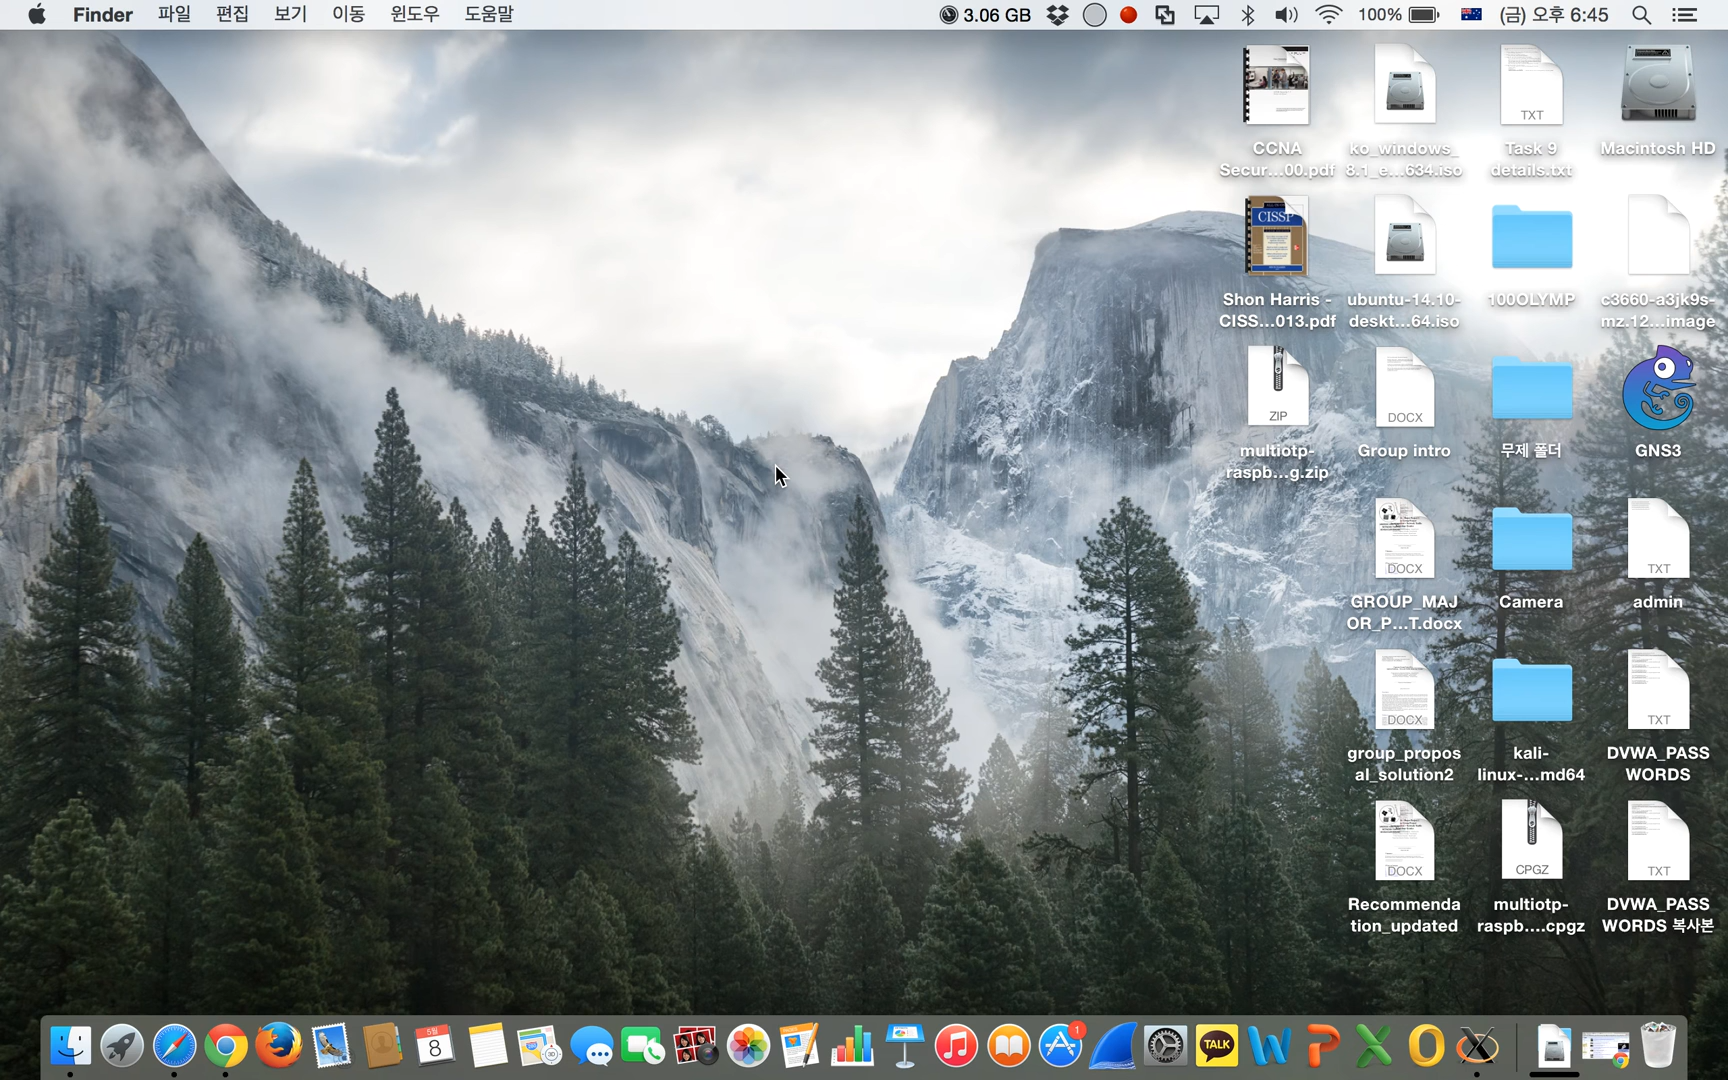 Finder 파일 편집 보기 이동 윈도우 도움말 3.06 GB 100% (금) 오후 6:45
TXT
CCNA
Secur...00.pdf
ko_windows_
8.1_e...634.iso
Task 9
details.txt
Macintosh HD
CISSP
Shon Harris -
CISS...013.pdf
ubuntu-14.10-
deskt...64.iso
100OLYMP
c3660-a3jk9s-
mz.12...image
ZIP
DOCX
multiotp-
raspb...g.zip
Group intro
무제 폴더
GNS3
DOCX
TXT
GROUP_MAJ
OR_P...T.docx
Camera
admin
DOCX
TXT
group_propos
al_solution2
kali-
linux-...md64
DVWA_PASS
WORDS
DOCX
CPGZ
TXT
Recommenda
tion_updated
multiotp-
raspb....cpgz
DVWA_PASS
WORDS 복사본
5월
8
3D
1
TALK